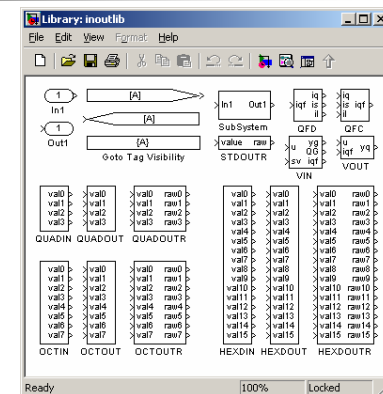 Library: inoutlib
File Edit View Format Help
1
In1
[A]
[A]
1
Out1
{A}
Goto Tag Visibility
In1 Out1
SubSystem
value raw
STDOUTR
iqf iq is il
QFD
iq is il iqf
QFC
u sv yg QG iqf
VIN
u iqf yq
VOUT
val0 val0 val0 raw0
val1 val1 val1 raw1
val2 val2 val2 raw2
val3 val3 val3 raw3
QUADIN QUADOUT QUADOUTR
val0 val0 val0 raw0
val1 val1 val1 raw1
val2 val2 val2 raw2
val3 val3 val3 raw3
val4 val4 val4 raw4
val5 val5 val5 raw5
val6 val6 val6 raw6
val7 val7 val7 raw7
OCTIN OCTOUT OCTOUTR
val0 val0 val0 raw0
val1 val1 val1 raw1
val2 val2 val2 raw2
val3 val3 val3 raw3
val4 val4 val4 raw4
val5 val5 val5 raw5
val6 val6 val6 raw6
val7 val7 val7 raw7
val8 val8 val8 raw8
val9 val9 val9 raw9
val10 val10 val10 raw10
val11 val11 val11 raw11
val12 val12 val12 raw12
val13 val13 val13 raw13
val14 val14 val14 raw14
val15 val15 val15 raw15
HEXDIN HEXDOUT HEXDOUTR
Ready 100% Locked